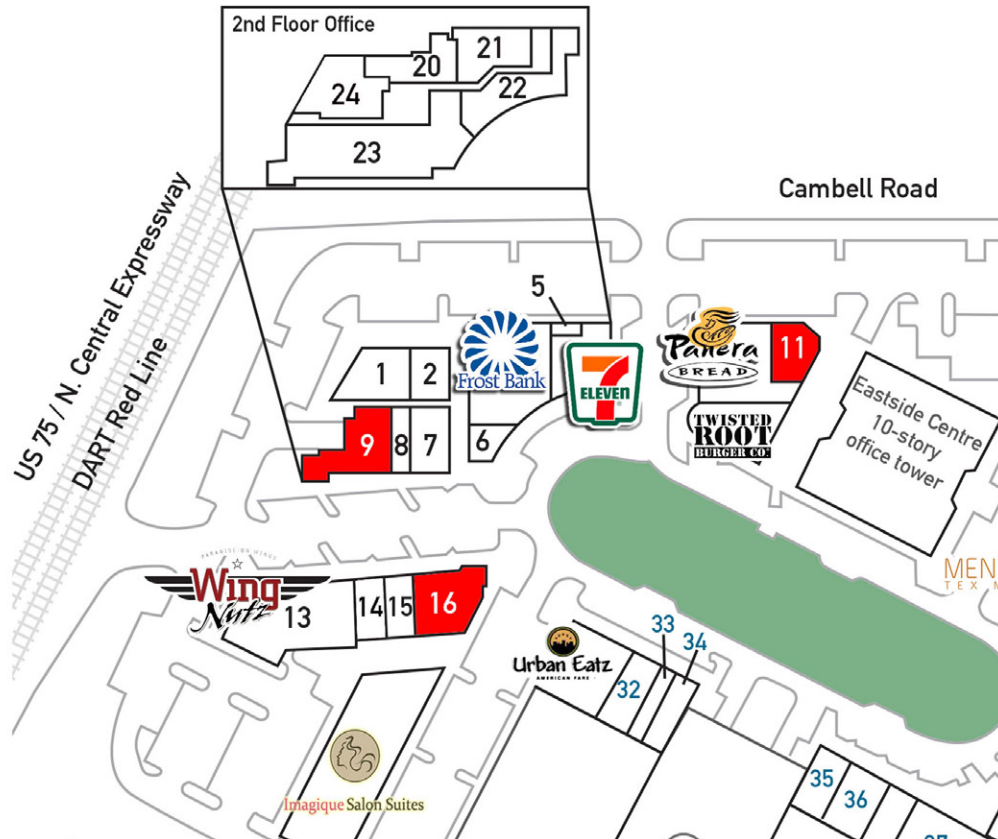 2nd Floor Office
21
20
22
24
23
US 75 / N. Central Expressway
DART Red Line
Cambell Road
5
1
2
Frost Bank
7
ELEVEN
Panera
BREAD
11
TWISTED
ROOT
BURGER CO.
Eastside Centre
10-story
office tower
9
8
7
6
Wing
Nutz
13
14
15
16
MEN
TEX M
33
34
Urban Eatz
AMERICAN FARE
32
35
36
37
Imagique Salon Suites